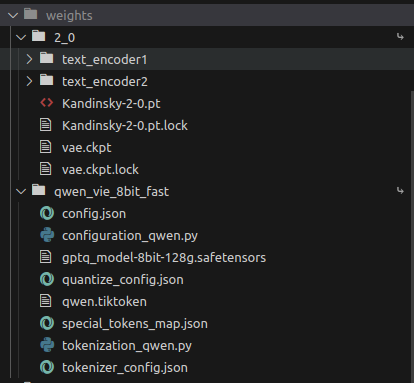 weights
2_0
text_encoder1
text_encoder2
Kandinsky-2-0.pt
Kandinsky-2-0.pt.lock
vae.ckpt
vae.ckpt.lock
qwen_vie_8bit_fast
config.json
configuration_qwen.py
gptq_model-8bit-128g.safetensors
quantize_config.json
qwen.tiktoken
special_tokens_map.json
tokenization_qwen.py
tokenizer_config.json